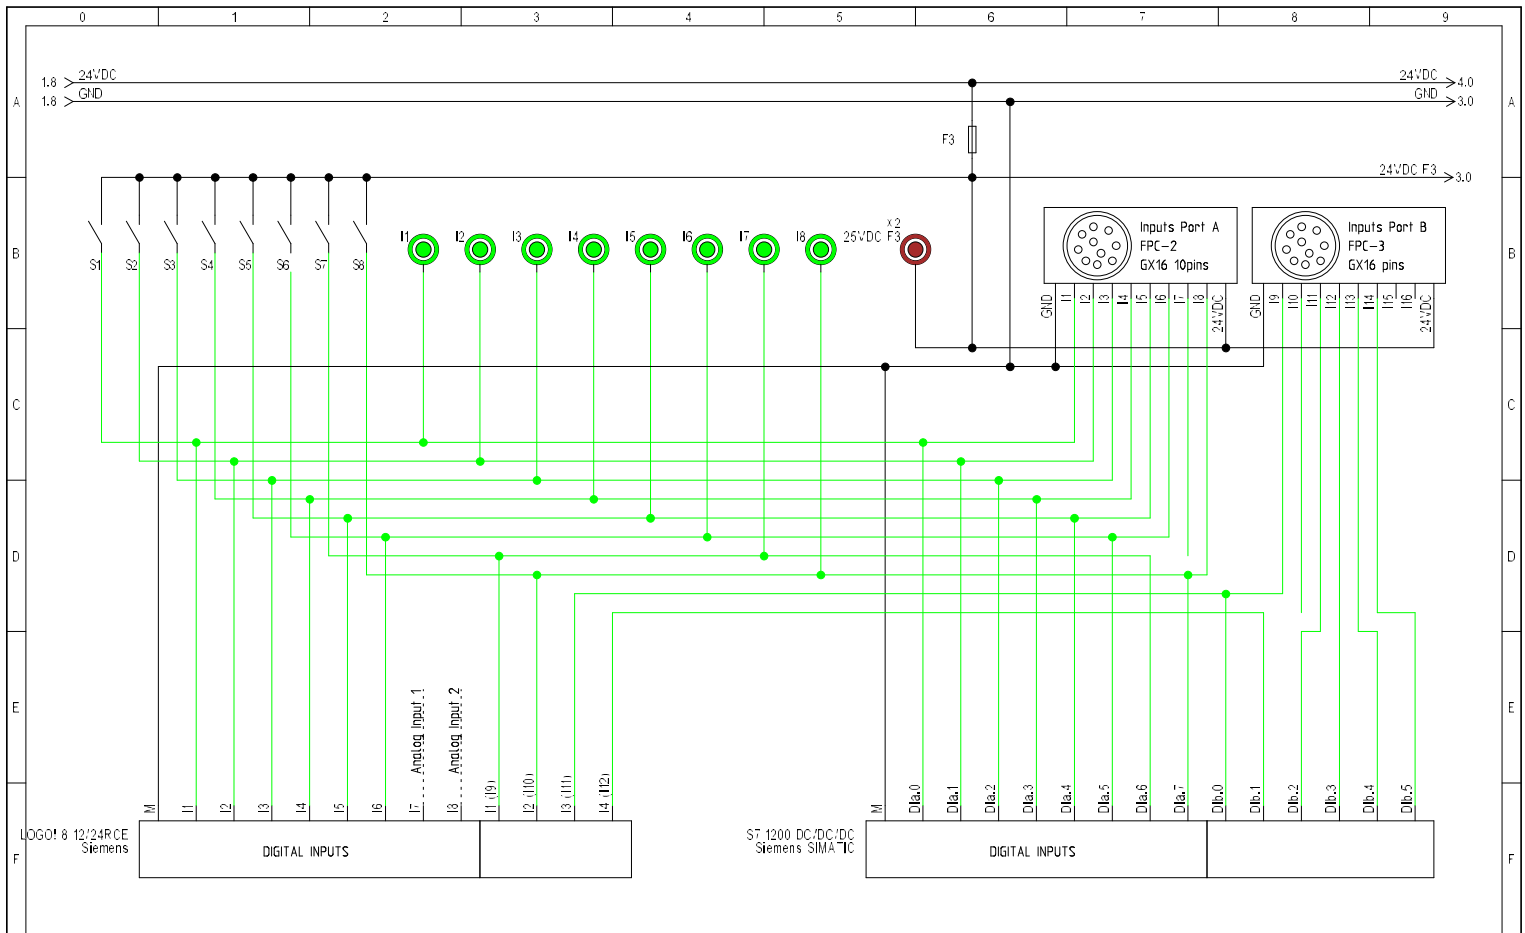 0 1 2 3 4 5 6 7 8 9
1.8 24VDC 24VDC 4.0
A 1.8 GND GND 3.0 A
F3
24VDC F3 3.0
B S1 S2 S3 S4 S5 S6 S7 S8 B
I1 I2 I3 I4 I5 I6 I7 I8
x2
25VDC F3
Inputs Port A
FPC-2
GX16 10pins
Inputs Port B
FPC-3
GX16 pins
GND I1 I2 I3 I4 I5 I6 I7 I8 24VDC
GND I9 I10 I11 I12 I13 I14 I15 I16 24VDC
C C
D D
E E
Analog Input 1
Analog Input 2
M I1 I2 I3 I4 I5 I6 I7 I8 I1 (I9) I2 (I10) I3 (I11) I4 (I12)
M DIa.0 DIa.1 DIa.2 DIa.3 DIa.4 DIa.5 DIa.6 DIa.7 DIb.0 DIb.1 DIb.2 DIb.3 DIb.4 DIb.5
LOGO! 8 12/24RCE
Siemens
DIGITAL INPUTS
S7 1200 DC/DC/DC
Siemens SIMATIC
DIGITAL INPUTS
F F